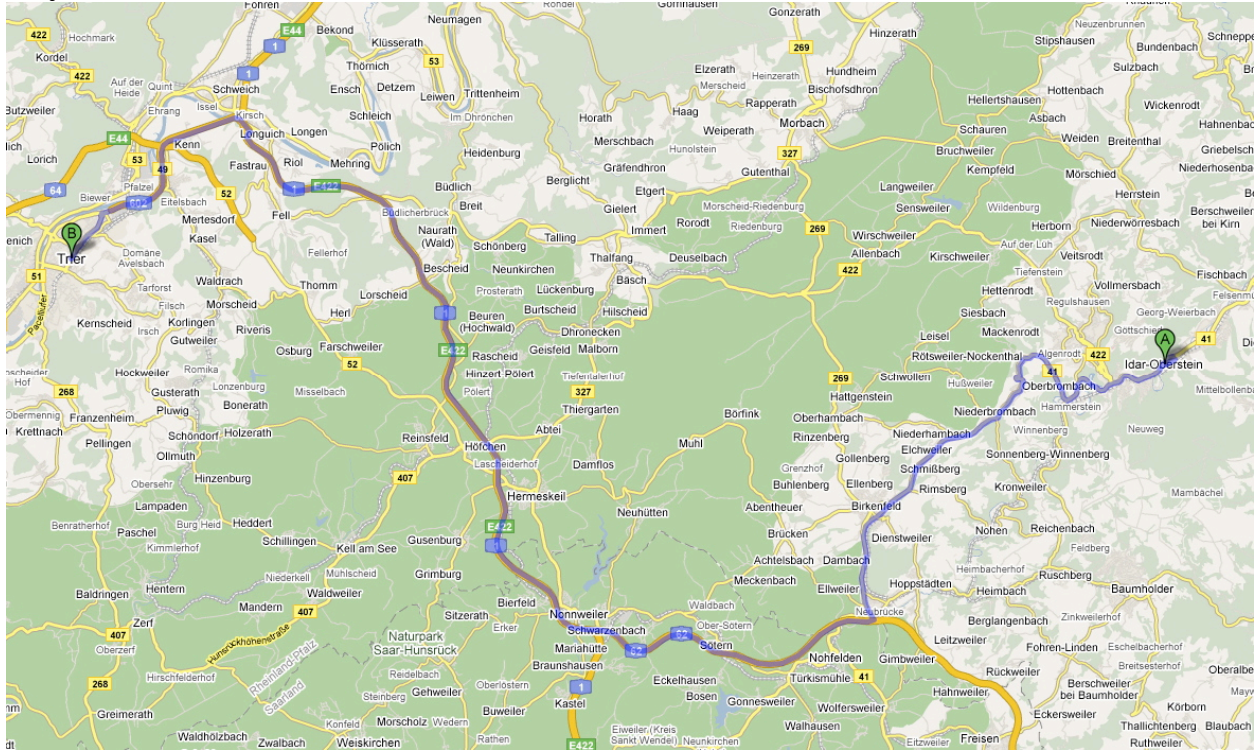 Föhren
E44
Bekond
Neumagen
Gornhausen
Gonzerath
Hinzerath
422
Hochmark
Kordel
422
1
Klüsserath
53
269
Stipshausen
Neuzenbrunnen
Bundenbach
Thörnich
Elzerath
Heinzerath
Hundheim
Sulzbach
Auf der
Heide
Quint
Schweich
1
Ensch
Detzem
Leiwen
Trittenheim
Merscheid
Bischofsdhron
Hottenbach
Butzweiler
Ehrang
Issel
Kirsch
Schleich
Im Dhrönchen
Horath
Haag
Rapperath
Hellertshausen
Asbach
Wickenrodt
E44
Longuich
Longen
Pölich
Merschbach
Weiperath
Morbach
Schauren
Weiden
Breitenthal
Hahnenbach
Lorich
53
Kenn
Riol
Mehring
Heidenburg
Hunolstein
327
Bruchweiler
49
Fastrau
Gräfendhron
Gutenthal
Kempfeld
Mörschied
Niederhosenbach
64
Pfalzel
1
E422
Büdlich
Berglicht
Etgert
Langweiler
Herrstein
Biewer
602
Eitelsbach
52
Fell
Breit
Gielert
Morscheid-Riedenburg
Sensweiler
Wildenburg
Niederwörresbach
Berschweiler
bei Kirn
B
Mertesdorf
Büdlicherbrück
Naurath
(Wald)
Talling
Immert
Rorodt
Riedenburg
269
Herborn
Kasel
Fellerhof
Schönberg
Wirschweiler
Auf der Lüh
Trier
Domäne
Avelsbach
Bescheid
Neunkirchen
Thalfang
Deuselbach
Allenbach
Kirschweiler
Veitsrodt
51
Tarforst
Waldrach
Thomm
Lorscheid
Prosterath
Lückenburg
Bäsch
422
Tiefenstein
Fischbach
Pacelliufer
Filsch
Morscheid
Hettenrodt
Vollmersbach
Kernscheid
Irsch
Korlingen
Herl
1
Beuren
(Hochwald)
Burtscheid
Hilscheid
Siesbach
Regulshausen
Georg-Weierbach
Gutweiler
Riveris
Dhronecken
Leisel
Mackenrodt
Göttschied
A
41
Osburg
Farschweiler
E422
Rascheid
Geisfeld
Malborn
Rötsweiler-Nockenthal
Algenrodt
422
Hockweiler
Romika
52
Hinzert-Pölert
Tiefentalerhof
269
Schwollen
41
Idar-Oberstein
268
Gusterath
Lonzenburg
Misselbach
Pölert
327
Hattgenstein
Hußweiler
Oberbrombach
Mittelbollenbach
Obermennig
Franzenheim
Pluwig
Bonerath
Thiergarten
Börfink
Oberhambach
Niederbrombach
Hammerstein
Krettnach
Pellingen
Schöndorf
Holzerath
Reinsfeld
Höfchen
Abtei
Rinzenberg
Niederhambach
Winnenberg
Neuweg
Ollmuth
Lascheiderhof
Muhl
Gollenberg
Elchweiler
Sonnenberg-Winnenberg
Obersehr
Hinzenburg
407
Damflos
Grenzhof
Buhlenberg
Schmißberg
Lampaden
Hermeskeil
Ellenberg
Rimsberg
Kronweiler
Mambächel
Benratherhof
Burg Heid
Heddert
E422
Neuhütten
Abentheuer
Birkenfeld
Paschel
Schillingen
1
Nohen
Reichenbach
Kimmlerhof
Kell am See
Gusenburg
Brücken
Dienstweiler
Feldberg
Niederkell
Mühlscheid
Grimburg
Achtelsbach
Dambach
Heimbacherhof
Ruschberg
Baldringen
Hentern
Waldweiler
Meckenbach
Ellweiler
Hoppstädten
Baumholder
Mandern
407
Bierfeld
Nonnweiler
Waldbach
Heimbach
407
Zerf
Hunsrückhöhenstraße
Sitzerath
Erker
Schwarzenbach
62
Ober-Sötern
Neubrücke
Berglangenbach
Zinkweilerhof
Oberzerf
Rheinland-Pfalz
Naturpark
Saar-Hunsrück
Mariahütte
62
Sötern
Leitzweiler
Fohren-Linden
Eschelbacherhof
Hirschfelderhof
Saarland
Reidelbach
Braunshausen
Nohfelden
Gimbweiler
Breitsesterhof
268
Gehweiler
Oberlöstern
Eckelhausen
Türkismühle
41
Rückweiler
Steinberg
1
Bosen
Berschweiler
bei Baumholder
Greimerath
Konfeld
Morscholz
Wedern
Buweiler
Kastel
Gonnesweiler
Wolfersweiler
Hahnweiler
Eckersweiler
Waldhölzbach
Zwalbach
Weiskirchen
Rathen
Eiweiler (Kreis
Sankt Wendel)
Neunkirchen
Walhausen
Eitzweiler
Freisen
Thallichtenberg
Körborn
Blaubach
E422
Ruthweiler